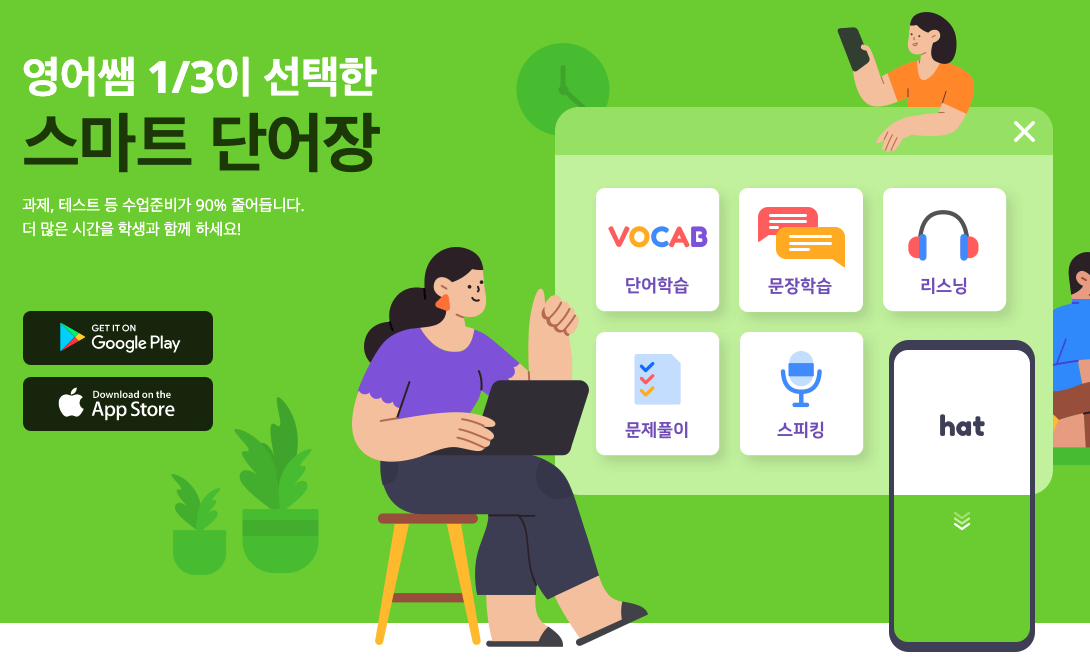 영어쌤 1/3이 선택한
스마트 단어장
과제, 테스트 등 수업준비가 90% 줄어듭니다.
더 많은 시간을 학생과 함께 하세요!
GET IT ON
Google Play
Download on the
App Store
VOCAB
단어학습
문장학습
리스닝
문제풀이
스피킹
hat